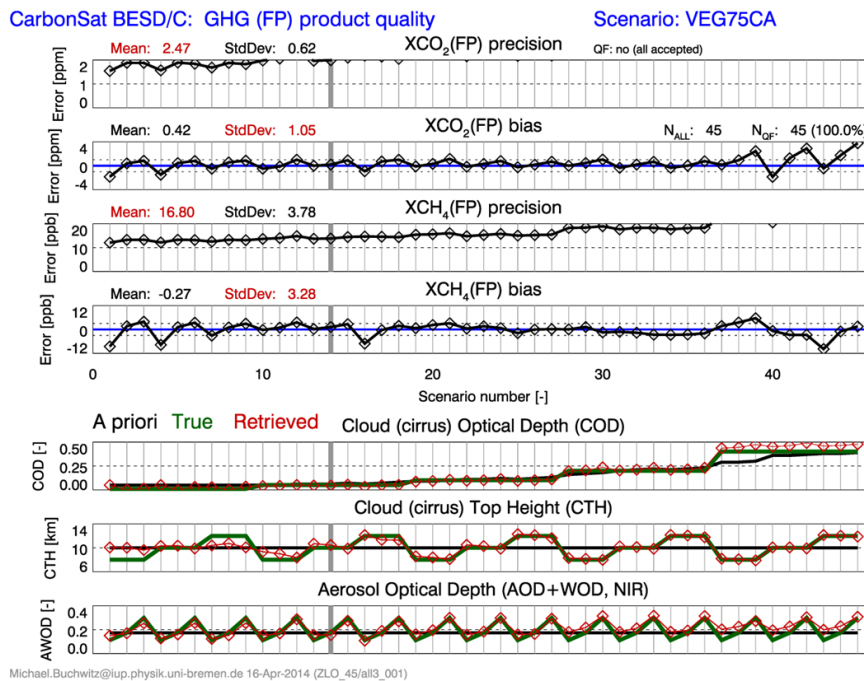 CarbonSat BESD/C: GHG (FP) product quality Scenario: VEG75CA
Mean: 2.47 StdDev: 0.62 XCO2(FP) precision QF: no (all accepted)
Error [ppm]
2
1
0
Mean: 0.42 StdDev: 1.05 XCO2(FP) bias NALL: 45 NQF: 45 (100.0%)
Error [ppm]
4
0
-4
Mean: 16.80 StdDev: 3.78 XCH4(FP) precision
Error [ppb]
20
10
0
Mean: -0.27 StdDev: 3.28 XCH4(FP) bias
Error [ppb]
12
0
-12
0 10 20 30 40
Scenario number [-]
A priori True Retrieved Cloud (cirrus) Optical Depth (COD)
COD [-]
0.50
0.25
0.00
Cloud (cirrus) Top Height (CTH)
CTH [km]
14
10
6
Aerosol Optical Depth (AOD+WOD, NIR)
AWOD [-]
0.4
0.2
0.0
Michael.Buchwitz@iup.physik.uni-bremen.de 16-Apr-2014 (ZLO_45/all3_001)